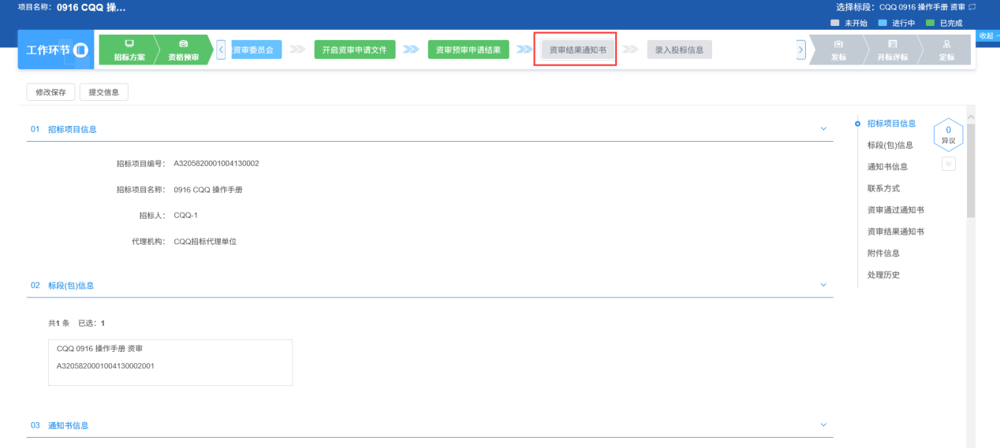 项目名称: 0916 CQQ 操...
选择标段: CQQ 0916 操作手册 资审
未开始 进行中 已完成
收起
工作环节
招标方案
资格预审
资审委员会
开启资审申请文件
资审预审申请结果
资审结果通知书
录入投标信息
发标
开标评标
定标
修改保存 提交信息
01 招标项目信息
招标项目编号: A3205820001004130002
招标项目名称: 0916 CQQ 操作手册
招标人: CQQ-1
代理机构: CQQ招标代理单位
02 标段(包)信息
共1 条 已选: 1
CQQ 0916 操作手册 资审
A3205820001004130002001
03 通知书信息
招标项目信息
标段(包)信息
通知书信息
联系方式
资审通过通知书
资审结果通知书
附件信息
处理历史
0
异议